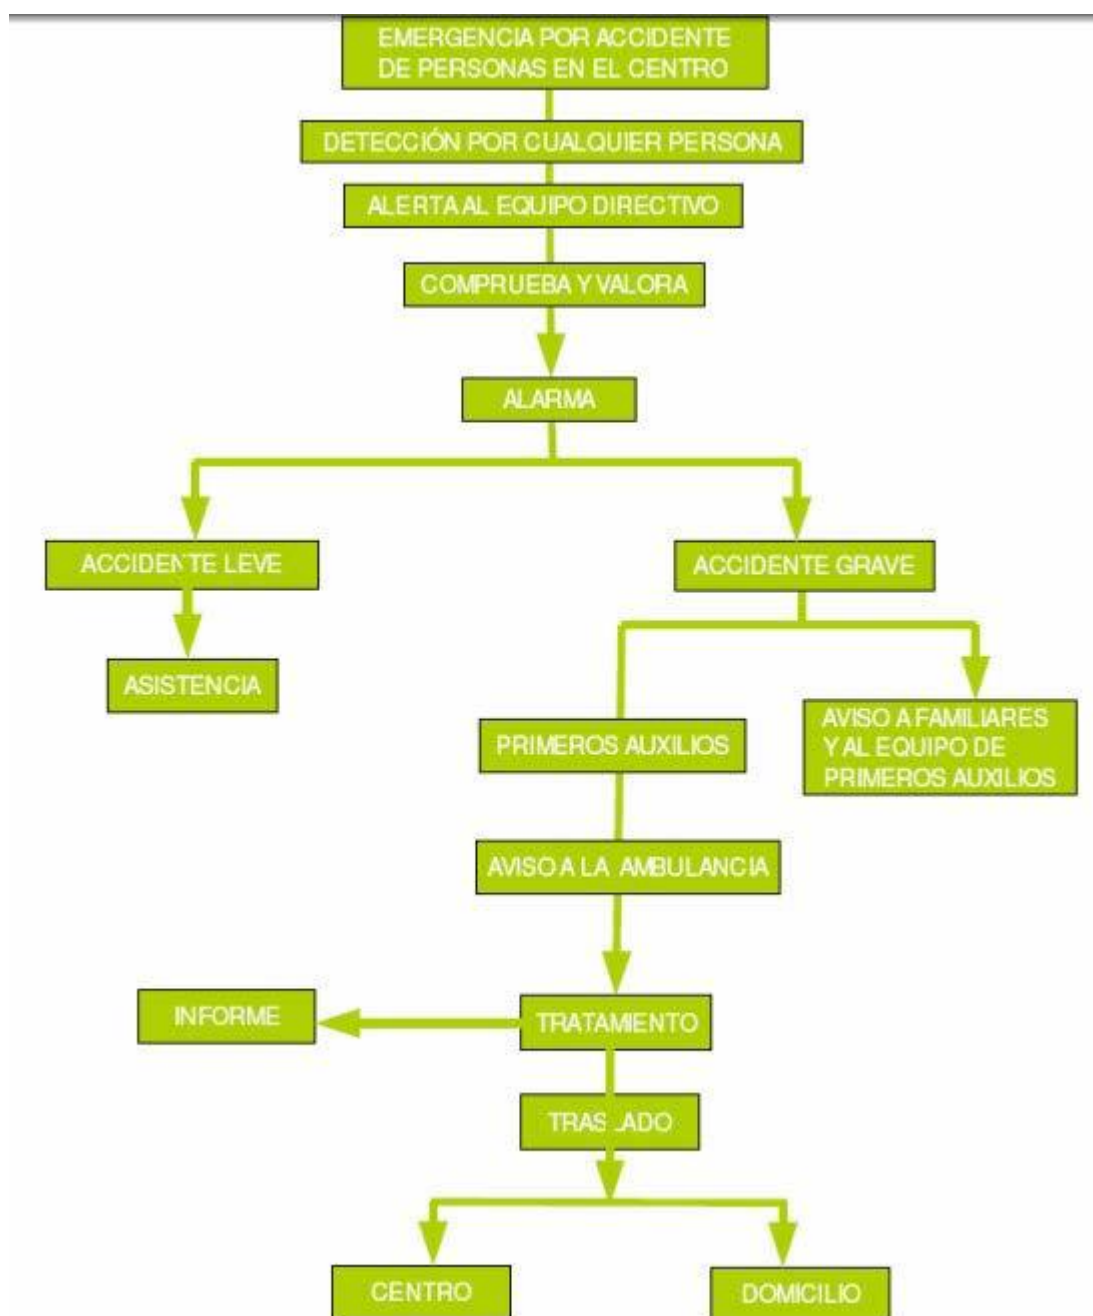 EMERGENCIA POR ACCIDENTE
DE PERSONAS EN EL CENTRO
DETECCIÓN POR CUALQUIER PERSONA
ALERTA AL EQUIPO DIRECTIVO
COMPRUEBA Y VALORA
ALARMA
ACCIDENTE LEVE
ACCIDENTE GRAVE
ASISTENCIA
PRIMEROS AUXILIOS
AVISO A FAMILIARES
Y AL EQUIPO DE
PRIMEROS AUXILIOS
AVISO A LA AMBULANCIA
INFORME
TRATAMIENTO
TRASLADO
CENTRO
DOMICILIO